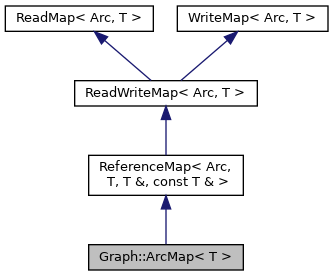 ReadMap< Arc, T >
WriteMap< Arc, T >
ReadWriteMap< Arc, T >
ReferenceMap< Arc,
T, T &, const T & >
Graph::ArcMap< T >